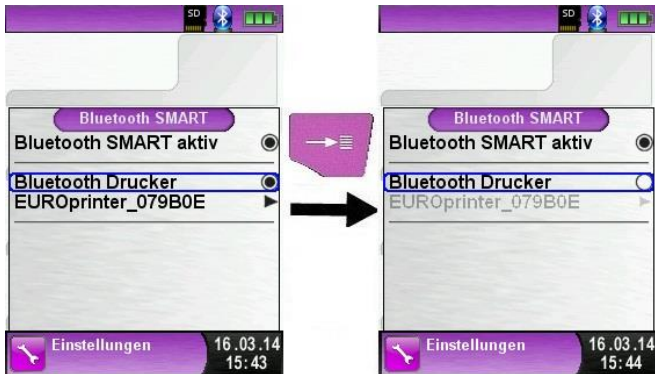 SD
Bluetooth SMART
Bluetooth SMART aktiv
Bluetooth Drucker
EUROprinter_079B0E
Einstellungen
16.03.14
15:43
SD
Bluetooth SMART
Bluetooth SMART aktiv
Bluetooth Drucker
EUROprinter_079B0E
Einstellungen
16.03.14
15:44